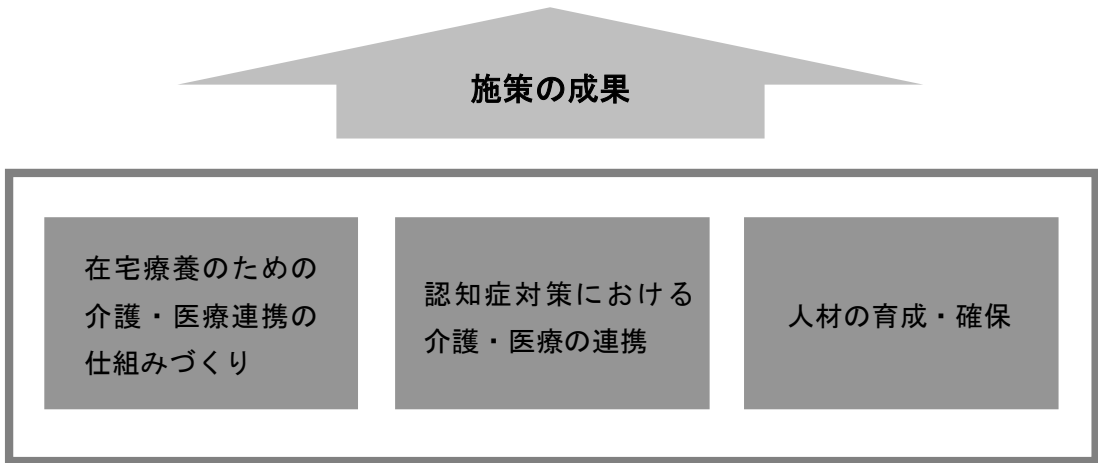 施策の成果
在宅療養のための
介護・医療連携の
仕組みづくり
認知症対策における
介護・医療の連携
人材の育成・確保